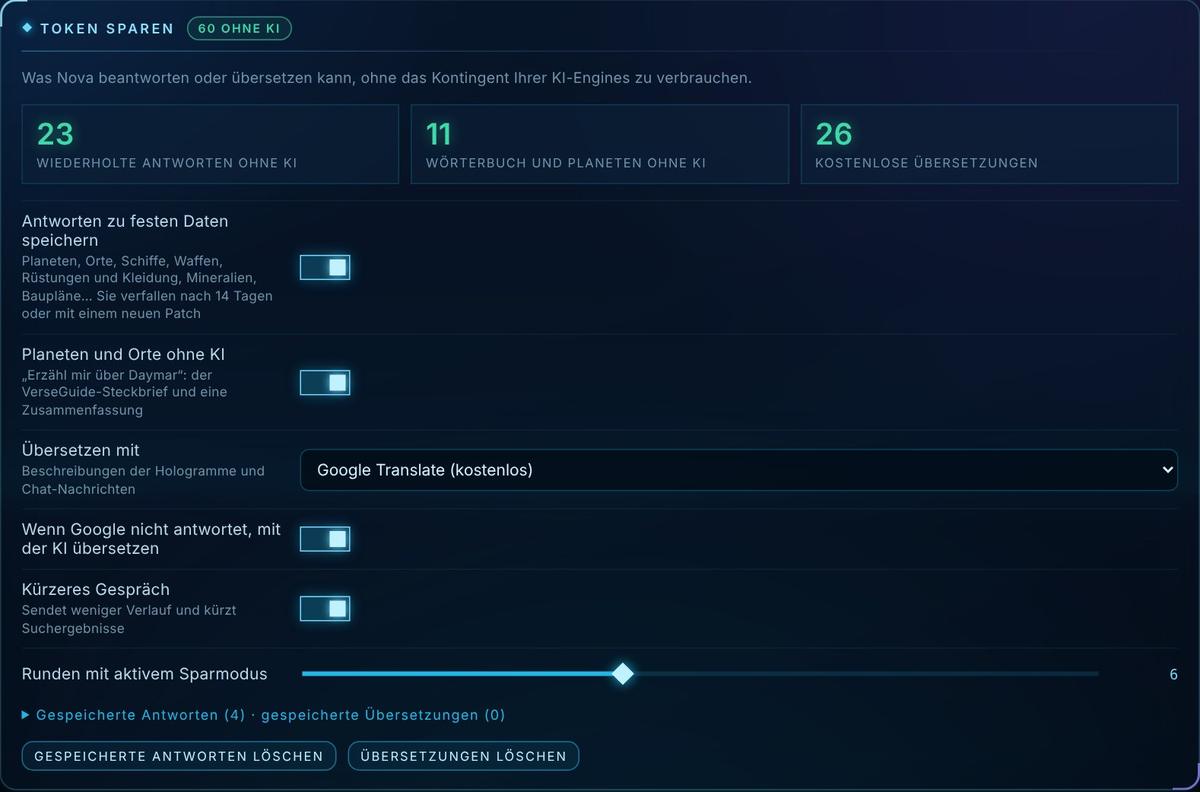 TOKEN SPAREN
60 OHNE KI
Was Nova beantworten oder übersetzen kann, ohne das Kontingent Ihrer KI-Engines zu verbrauchen.
23
WIEDERHOLTE ANTWORTEN OHNE KI
11
WÖRTERBUCH UND PLANETEN OHNE KI
26
KOSTENLOSE ÜBERSETZUNGEN
Antworten zu festen Daten
speichern
Planeten, Orte, Schiffe, Waffen,
Rüstungen und Kleidung, Mineralien,
Baupläne... Sie verfallen nach 14 Tagen
oder mit einem neuen Patch
Planeten und Orte ohne KI
„Erzähl mir über Daymar“: der
VerseGuide-Steckbrief und eine
Zusammenfassung
Übersetzen mit
Beschreibungen der Hologramme und
Chat-Nachrichten
Google Translate (kostenlos)
Wenn Google nicht antwortet, mit
der KI übersetzen
Kürzeres Gespräch
Sendet weniger Verlauf und kürzt
Suchergebnisse
Runden mit aktivem Sparmodus
6
Gespeicherte Antworten (4) · gespeicherte Übersetzungen (0)
GESPEICHERTE ANTWORTEN LÖSCHEN
ÜBERSETZUNGEN LÖSCHEN